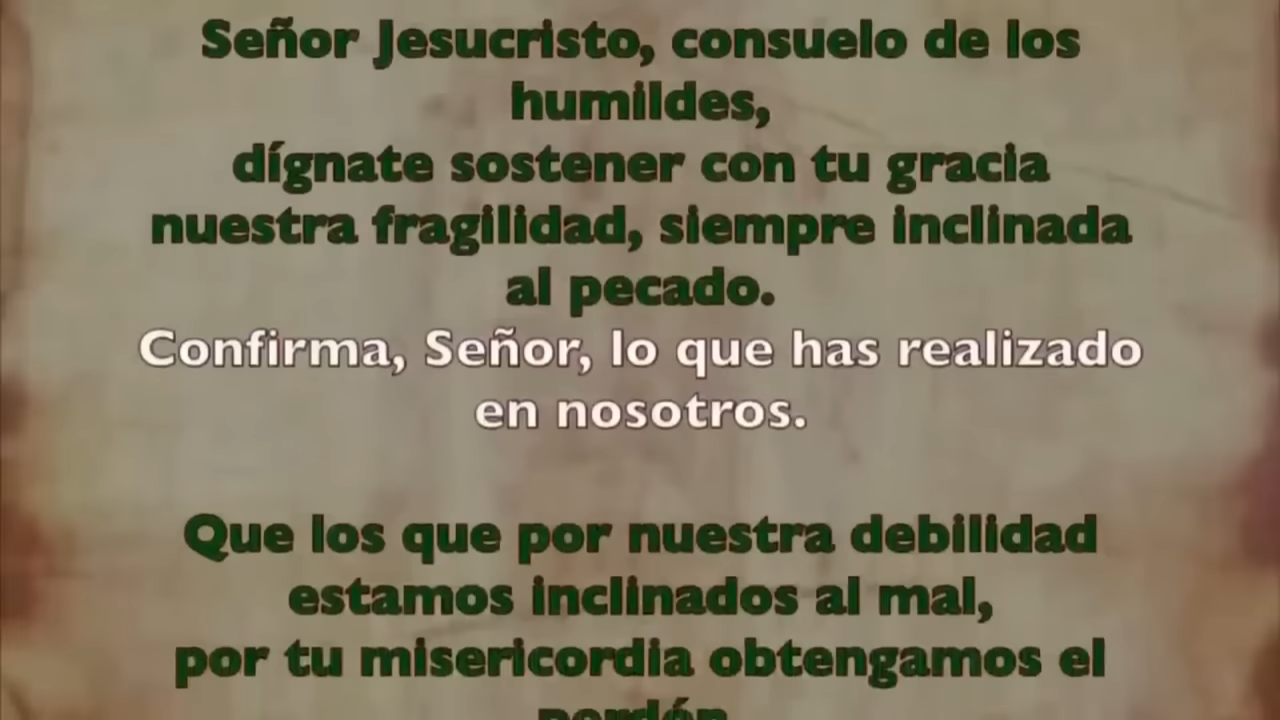 Señor Jesucristo, consuelo de los
humildes,
dígnate sostener con tu gracia
nuestra fragilidad, siempre inclinada
al pecado.
Confirma, Señor, lo que has realizado
en nosotros.
Que los que por nuestra debilidad
estamos inclinados al mal,
por tu misericordia obtengamos el
perdón